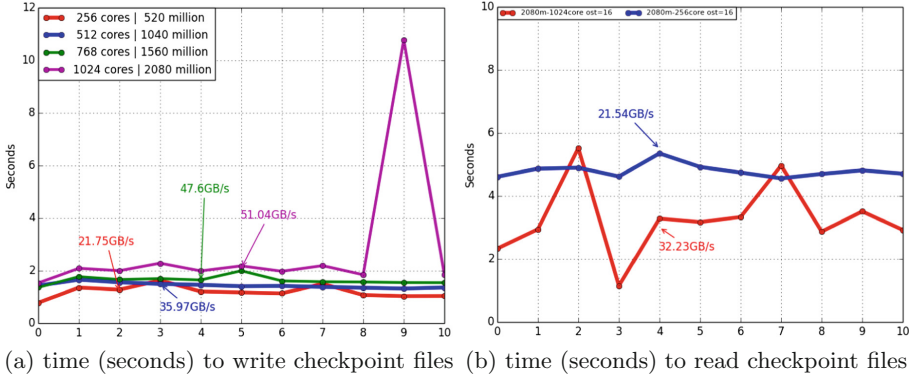 256 cores | 520 million
512 cores | 1040 million
768 cores | 1560 million
1024 cores | 2080 million
12
10
8
6
4
2
0
Seconds
47.6GB/s
51.04GB/s
21.75GB/s
35.97GB/s
0 1 2 3 4 5 6 7 8 9 10
(a) time (seconds) to write checkpoint files
2080m-1024core ost=16
2080m-256core ost=16
10
8
6
4
2
0
Seconds
21.54GB/s
32.23GB/s
0 1 2 3 4 5 6 7 8 9 10
(b) time (seconds) to read checkpoint files